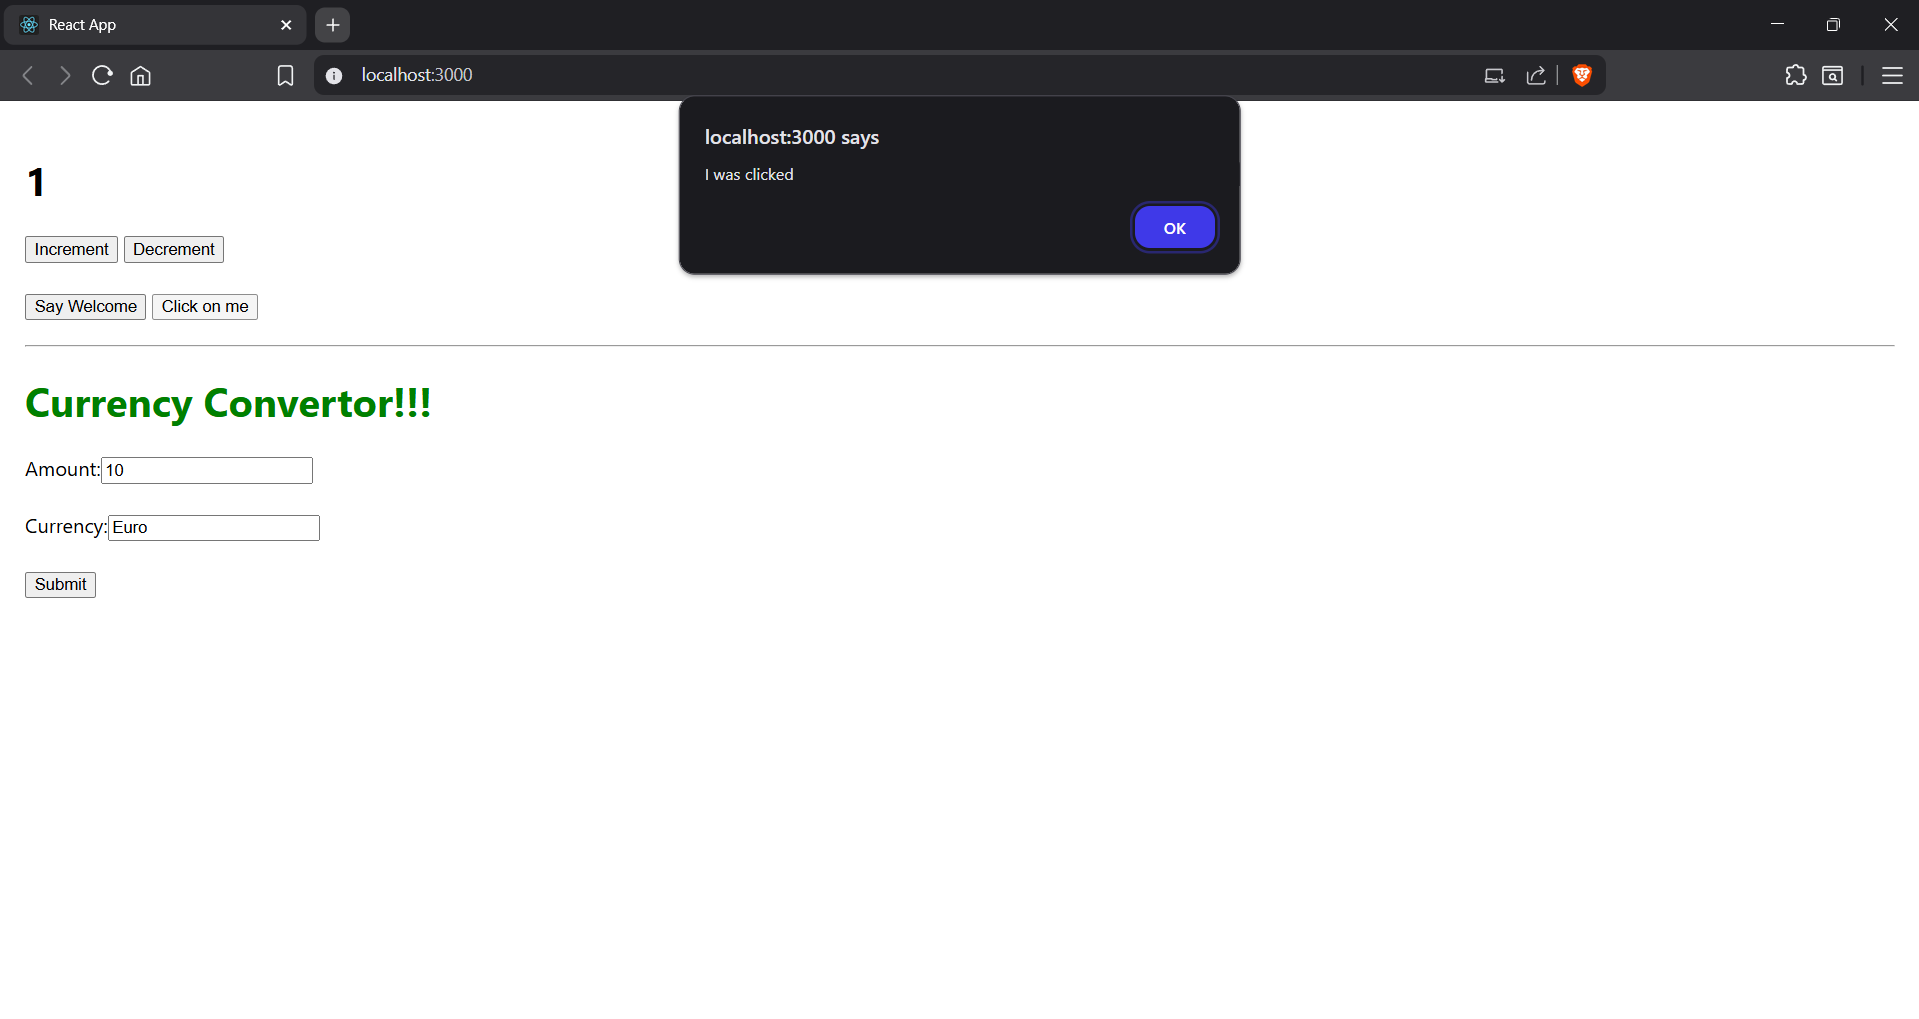 React App
localhost:3000
localhost:3000 says
I was clicked
OK
1
Increment Decrement
Say Welcome Click on me
Currency Convertor!!!
Amount: 10
Currency: Euro
Submit